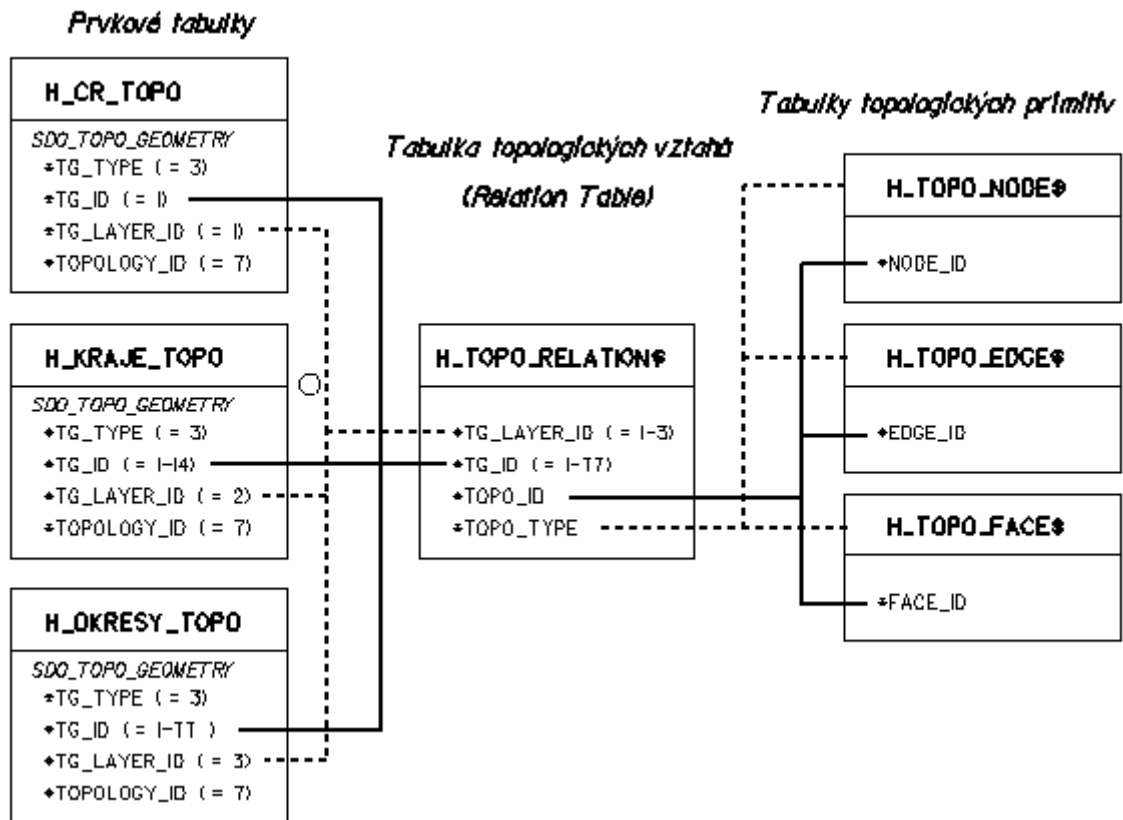 Prvkové tabulky
H_CR_TOPO
SDO_TOPO_GEOMETRY
*TG_TYPE ( = 3)
*TG_ID (= 1)
*TG_LAYER_ID (= 1)
*TOPOLOGY_ID (= 7)
H_KRAJE_TOPO
SDO_TOPO_GEOMETRY
*TG_TYPE ( = 3)
*TG_ID (= 1-14)
*TG_LAYER_ID (= 2)
*TOPOLOGY_ID (= 7)
H_OKRESY_TOPO
SDO_TOPO_GEOMETRY
*TG_TYPE ( = 3)
*TG_ID (= 1-77 )
*TG_LAYER_ID (= 3)
*TOPOLOGY_ID (= 7)
Tabulka topologických vztahů
(Relation Table)
H_TOPO_RELATION$
*TG_LAYER_ID (= 1-3)
*TG_ID (= 1-77)
*TOPO_ID
*TOPO_TYPE
Tabulky topologických primitiv
H_TOPO_NODE$
*NODE_ID
H_TOPO_EDGE$
*EDGE_ID
H_TOPO_FACE$
*FACE_ID